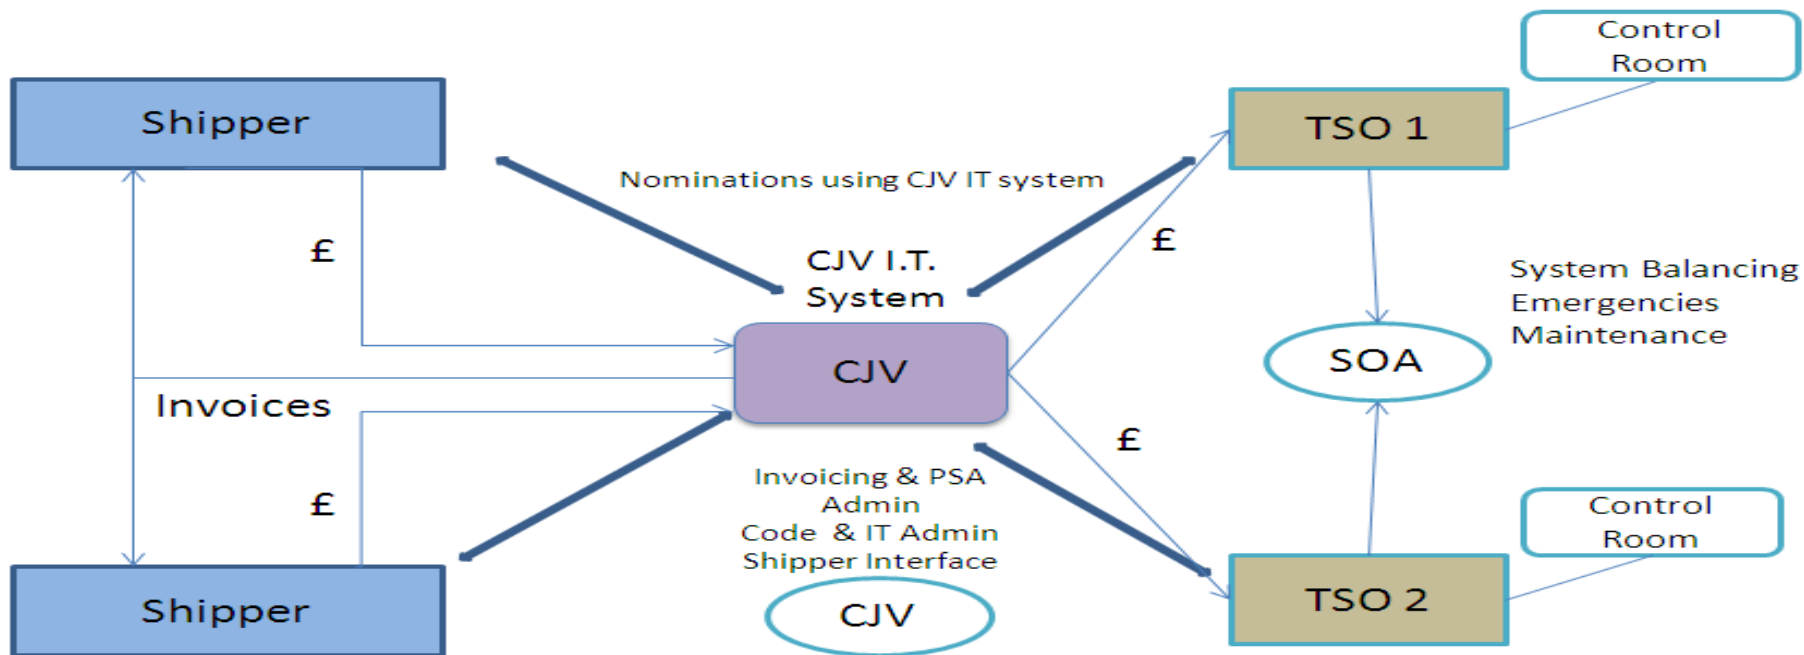 Control
Room
Shipper
TSO 1
Nominations using CJV IT system
£
£
CJV I.T.
System
System Balancing
Emergencies
Maintenance
CJV
SOA
Invoices
£
£
Invoicing & PSA
Admin
Code & IT Admin
Shipper Interface
Control
Room
Shipper
CJV
TSO 2